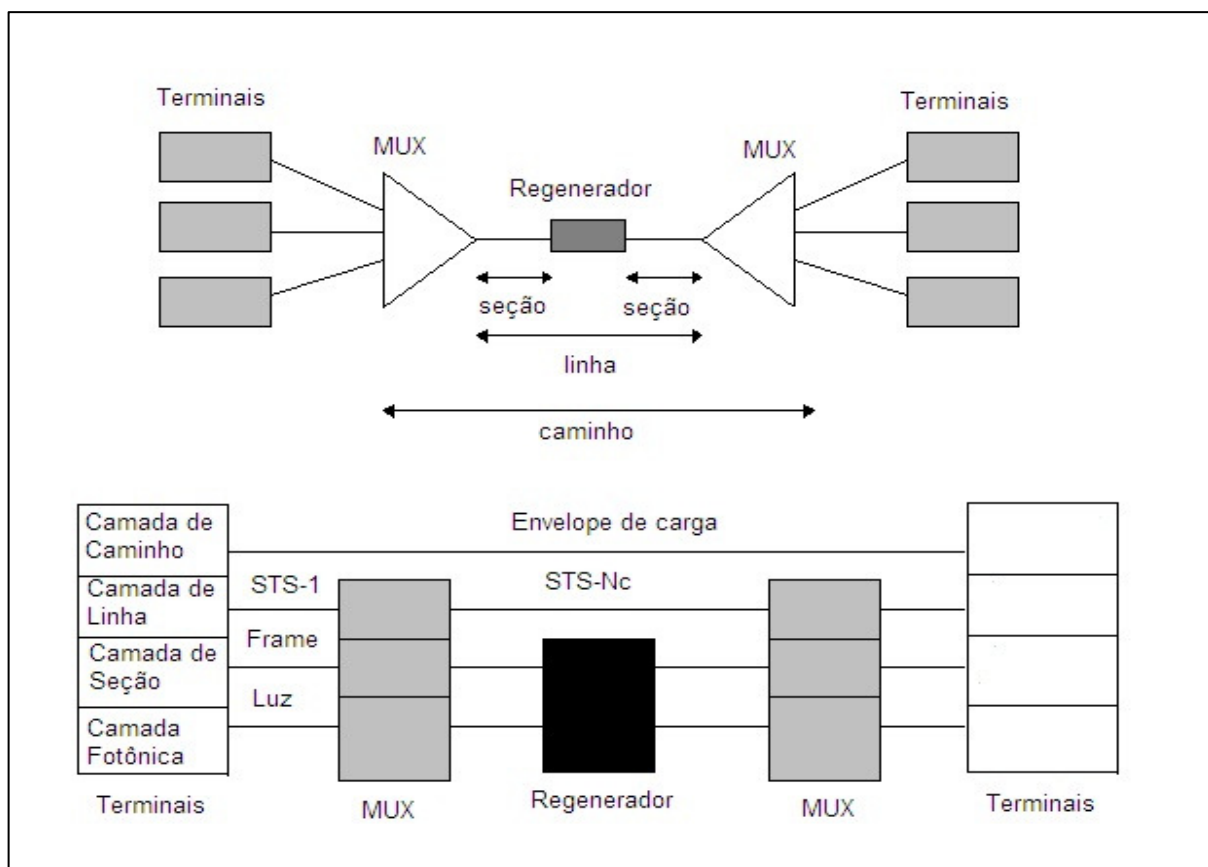 Terminais
Terminais
MUX
MUX
Regenerador
seção
seção
linha
caminho
Camada de
Caminho
Envelope de carga
Camada de
Linha
STS-1
STS-Nc
Camada de
Seção
Frame
Luz
Camada
Fotônica
Terminais
MUX
Regenerador
MUX
Terminais